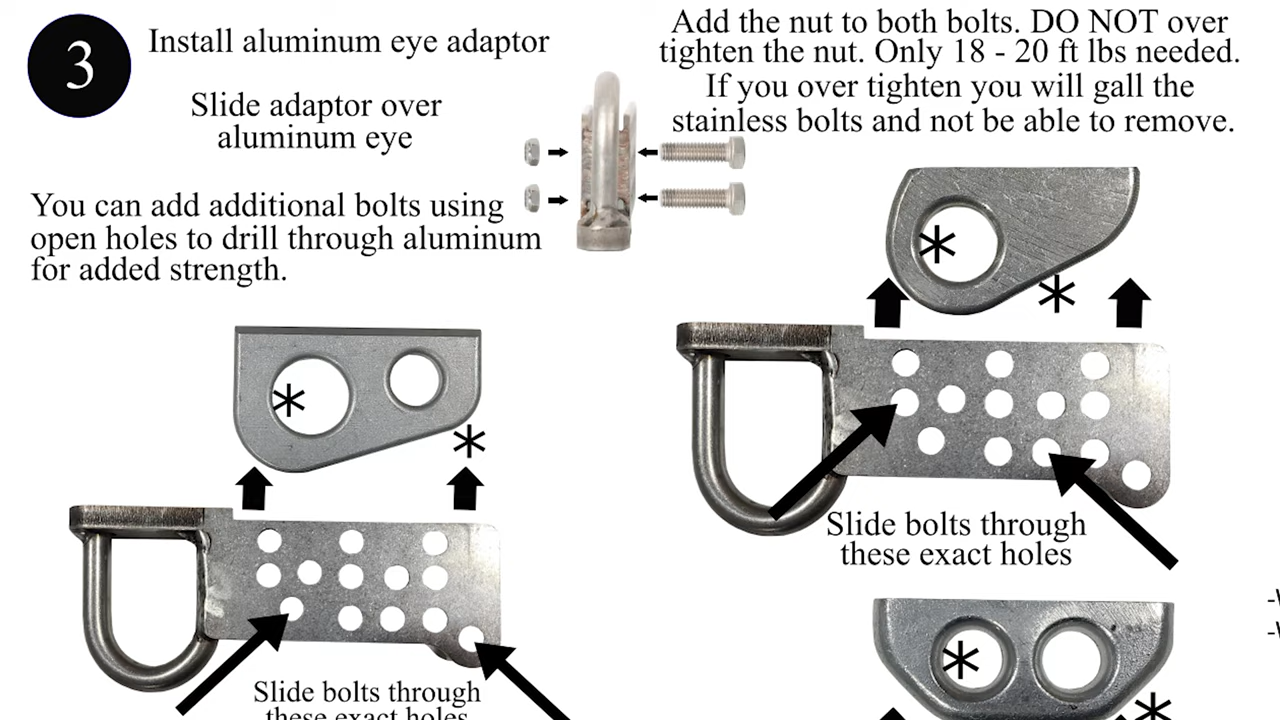 3
Install aluminum eye adaptor
Slide adaptor over
aluminum eye
You can add additional bolts using
open holes to drill through aluminum
for added strength.
Add the nut to both bolts. DO NOT over
tighten the nut. Only 18 - 20 ft lbs needed.
If you over tighten you will gall the
stainless bolts and not be able to remove.
*
*
*
*
Slide bolts through
these exact holes
Slide bolts through
these exact holes
*
*